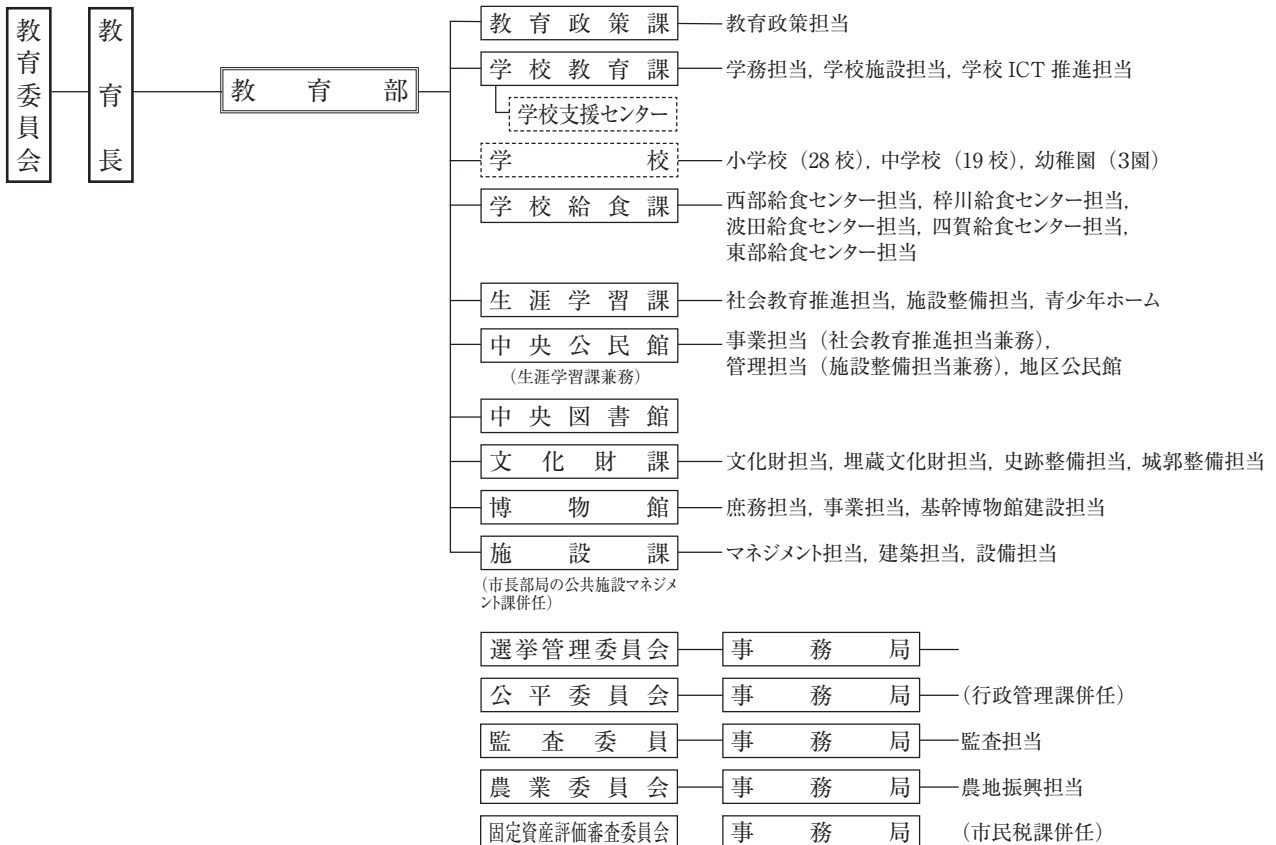 教育委員会
教育長
教育部
教育政策課 教育政策担当
学校教育課 学務担当, 学校施設担当, 学校 ICT 推進担当
学校支援センター
学校 小学校（28 校）, 中学校（19 校）, 幼稚園（3園）
学校給食課 西部給食センター担当, 梓川給食センター担当,
波田給食センター担当, 四賀給食センター担当,
東部給食センター担当
生涯学習課 社会教育推進担当, 施設整備担当, 青少年ホーム
中央公民館 事業担当（社会教育推進担当兼務）,
（生涯学習課兼務） 管理担当（施設整備担当兼務）, 地区公民館
中央図書館
文化財課 文化財担当, 埋蔵文化財担当, 史跡整備担当, 城郭整備担当
博物館 庶務担当, 事業担当, 基幹博物館建設担当
施設課 マネジメント担当, 建築担当, 設備担当
（市長部局の公共施設マネジメ
ント課併任）
選挙管理委員会 事務局
公平委員会 事務局 （行政管理課併任）
監査委員 事務局 監査担当
農業委員会 事務局 農地振興担当
固定資産評価審査委員会 事務局 （市民税課併任）